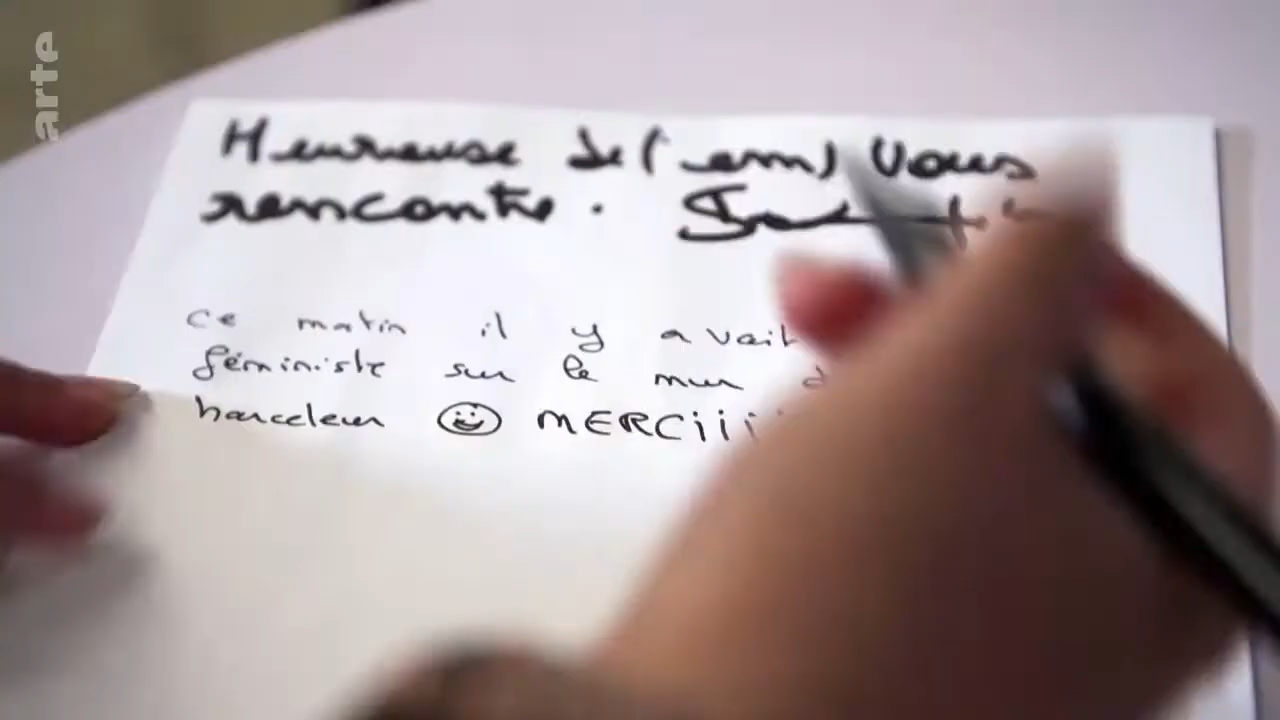 arte
Heureuse de (em) Vous
rencontre.
ce matin il y avait
féministe sur le mur
harceleur MERCiiii